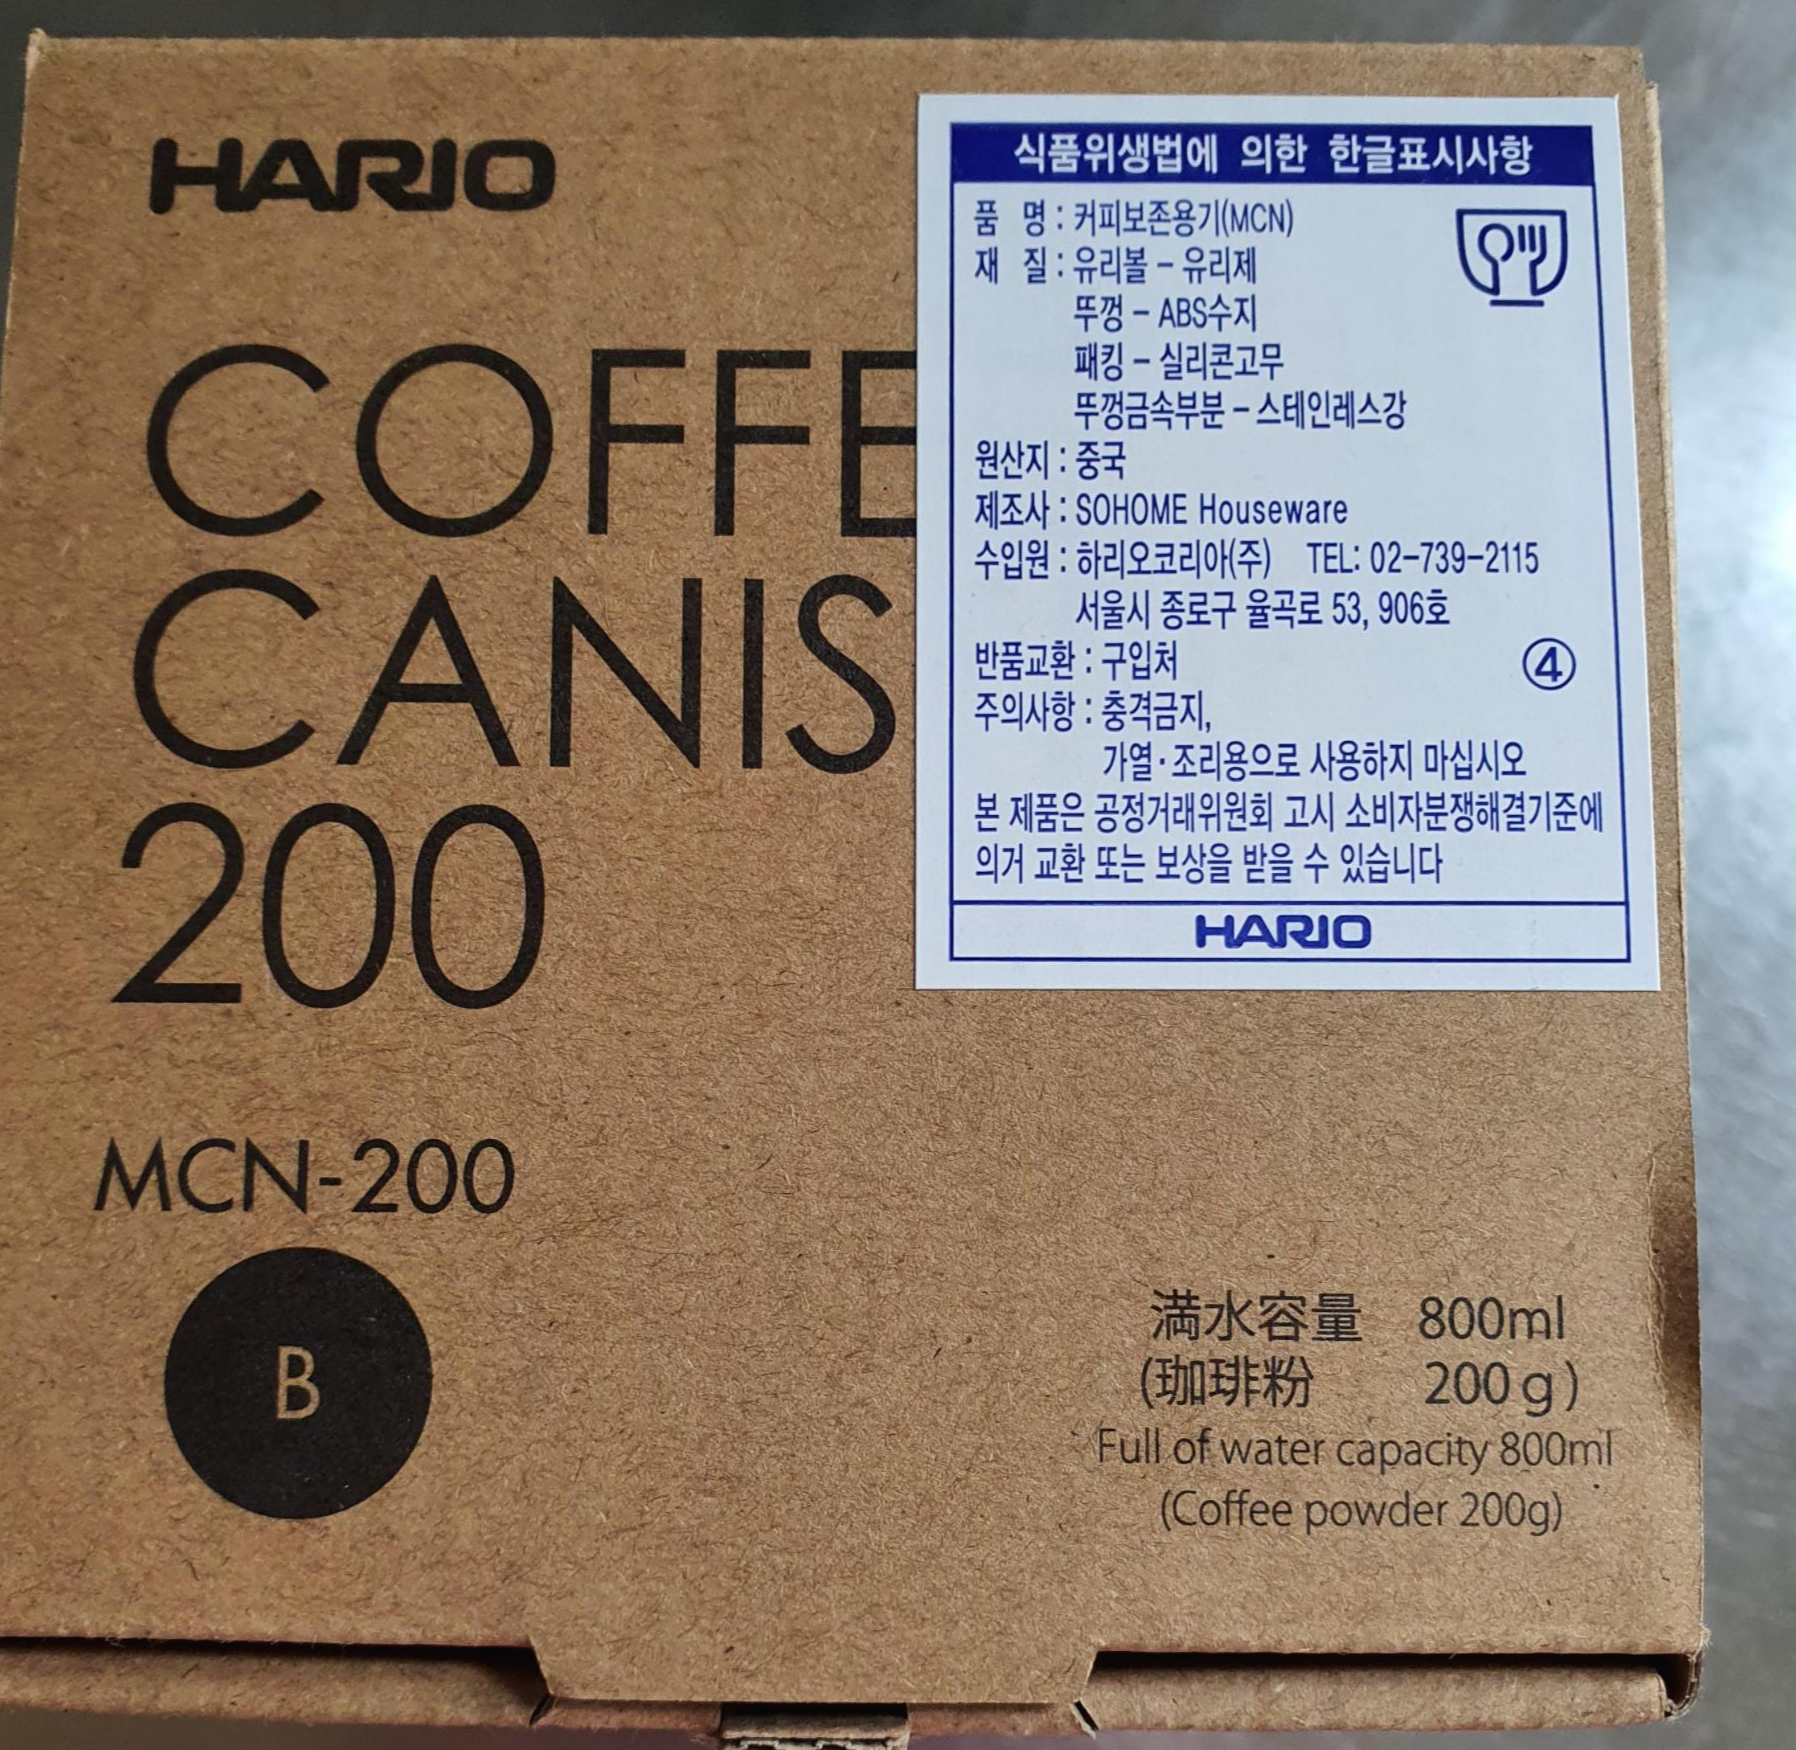 HARIO
COFFE
CANIS
200
MCN-200
B
식품위생법에 의한 한글표시사항
품 명 : 커피보존용기(MCN)
재 질 : 유리볼 - 유리제
뚜껑 - ABS수지
패킹 - 실리콘고무
뚜껑금속부분 - 스테인레스강
원산지 : 중국
제조사 : SOHOME Houseware
수입원 : 하리오코리아(주) TEL: 02-739-2115
서울시 종로구 율곡로 53, 906호
반품교환 : 구입처 ④
주의사항 : 충격금지,
가열·조리용으로 사용하지 마십시오
본 제품은 공정거래위원회 고시 소비자분쟁해결기준에
의거 교환 또는 보상을 받을 수 있습니다
HARIO
満水容量 800ml
(珈琲粉 200g)
Full of water capacity 800ml
(Coffee powder 200g)